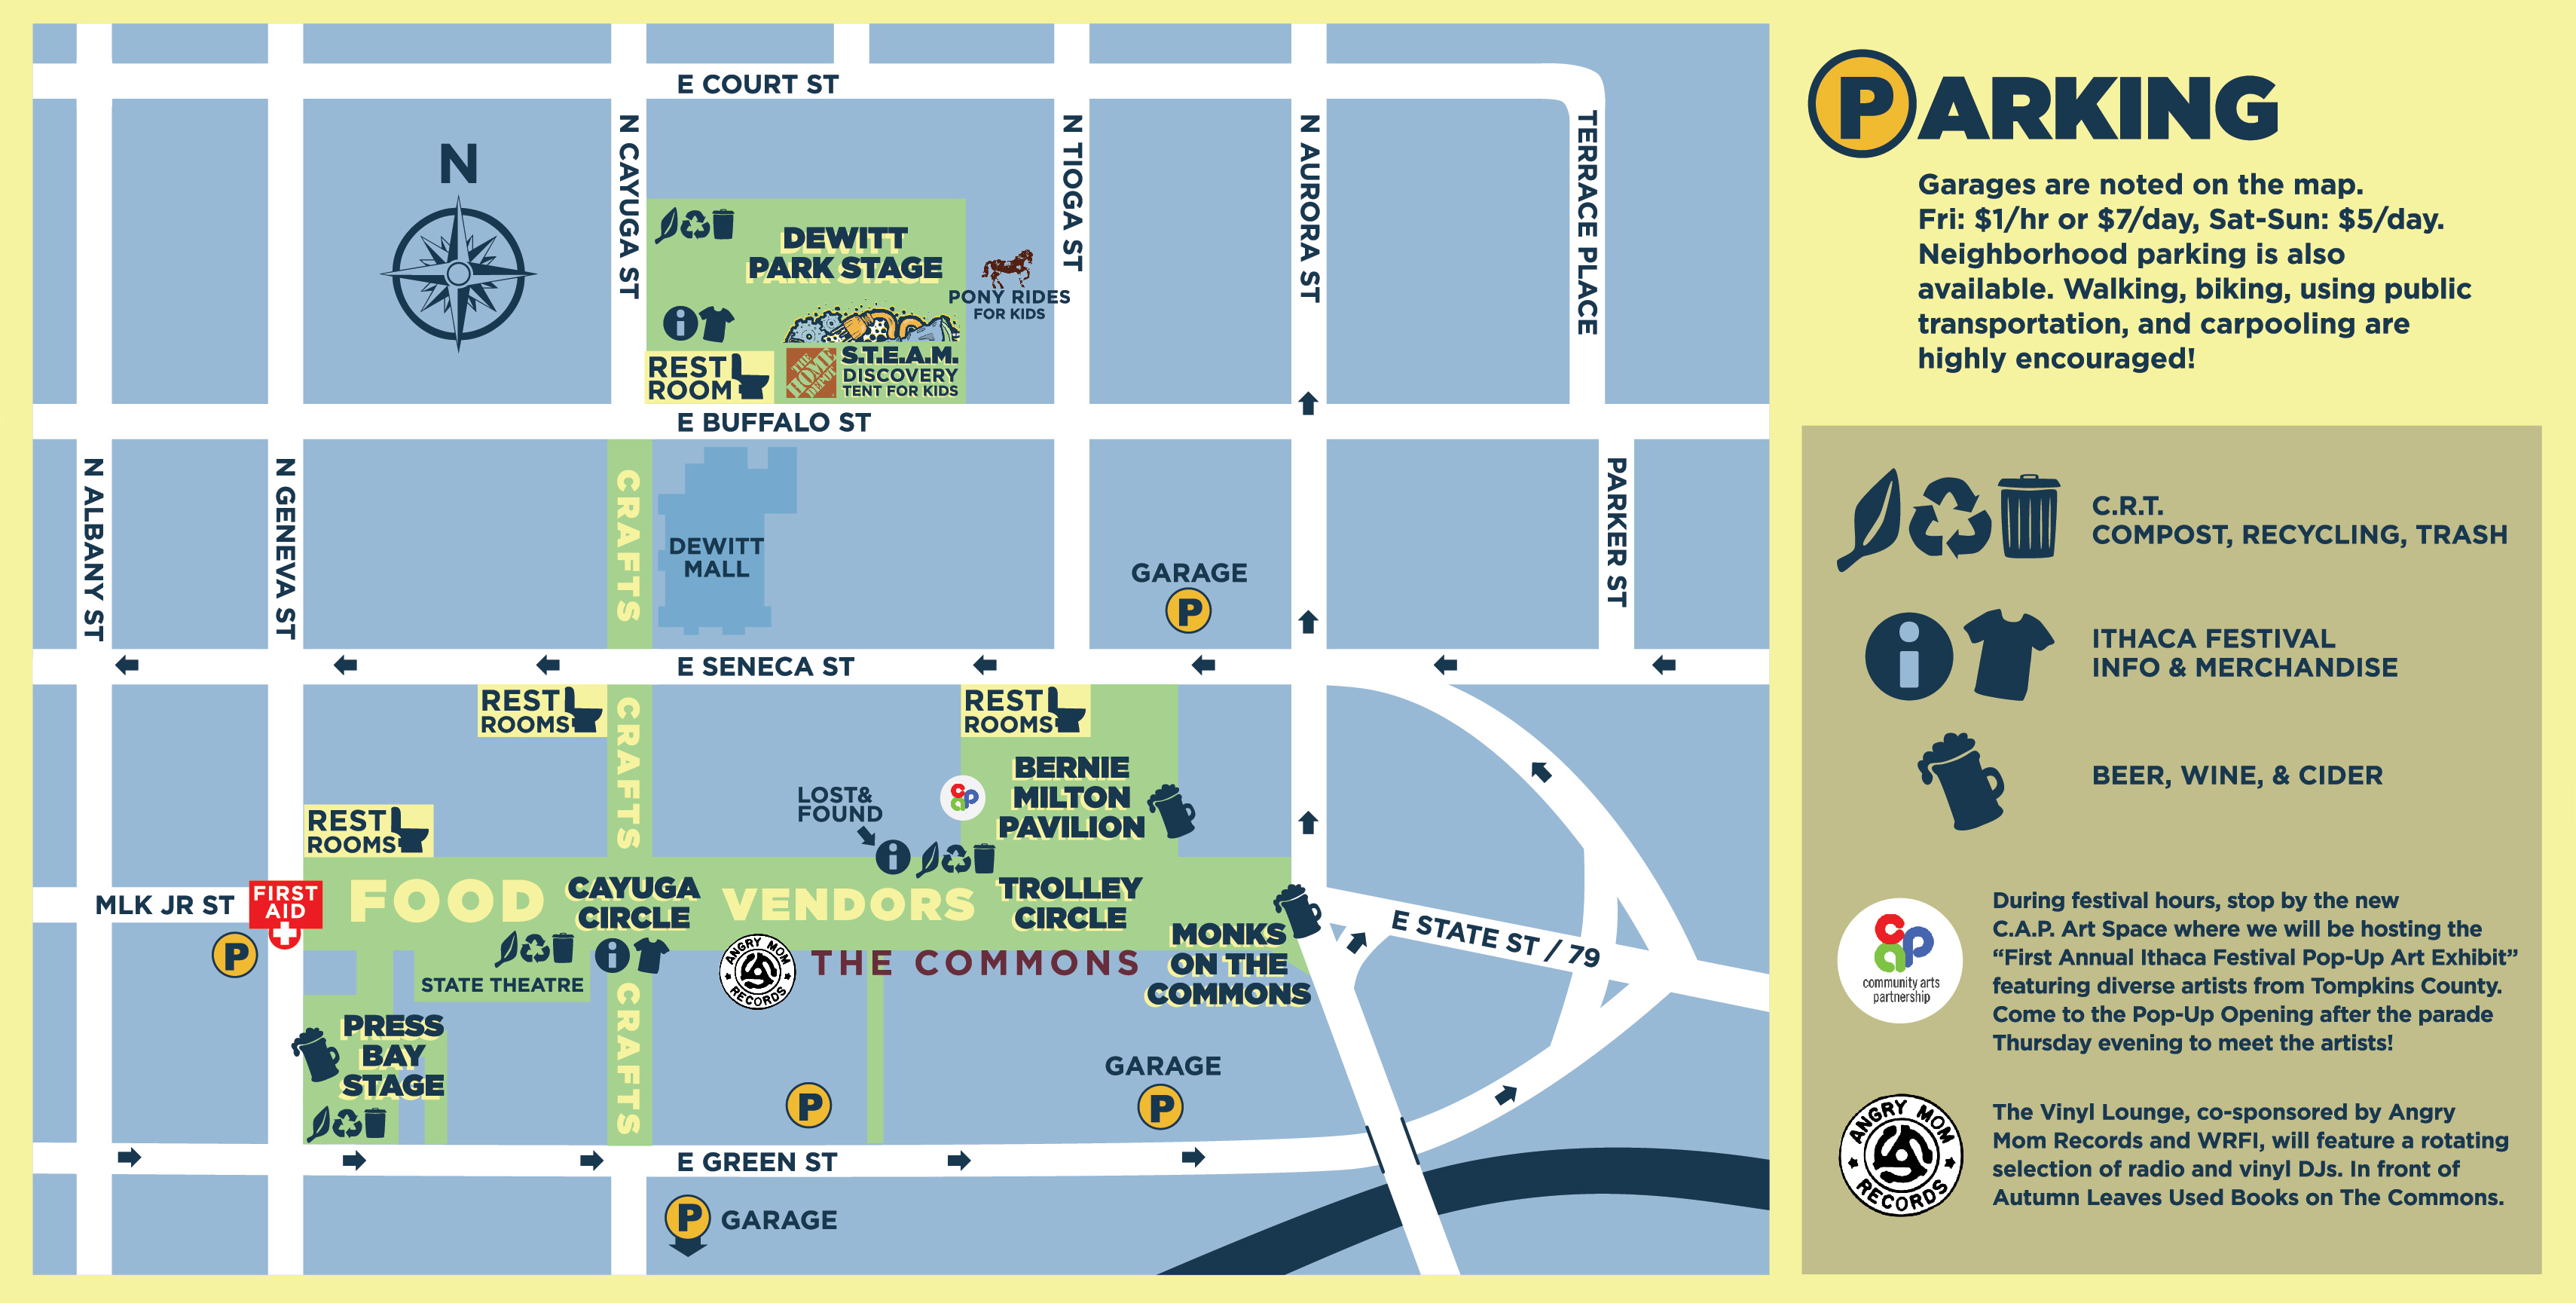 E COURT ST
N
N CAYUGA ST
N TIOGA ST
N AURORA ST
TERRACE PLACE
DEWITT
PARK STAGE
PONY RIDES
FOR KIDS
i
REST
ROOM
THE
HOME
DEPOT
S.T.E.A.M.
DISCOVERY
TENT FOR KIDS
E BUFFALO ST
N ALBANY ST
N GENEVA ST
CRAFTS
DEWITT
MALL
GARAGE
P
PARKER ST
E SENECA ST
REST
ROOMS
CRAFTS
REST
ROOMS
BERNIE
MILTON
PAVILION
LOST&
FOUND
cap
i
REST
ROOMS
MLK JR ST
FIRST
AID
FOOD
CAYUGA
CIRCLE
VENDORS
TROLLEY
CIRCLE
MONKS
ON THE
COMMONS
E STATE ST / 79
P
STATE THEATRE
i
ANGRY MOM
RECORDS
THE COMMONS
PRESS
BAY
STAGE
CRAFTS
P
GARAGE
P
E GREEN ST
P GARAGE
PARKING
Garages are noted on the map.
Fri: $1/hr or $7/day, Sat-Sun: $5/day.
Neighborhood parking is also
available. Walking, biking, using public
transportation, and carpooling are
highly encouraged!
C.R.T.
COMPOST, RECYCLING, TRASH
i
ITHACA FESTIVAL
INFO & MERCHANDISE
BEER, WINE, & CIDER
cap
community arts
partnership
During festival hours, stop by the new
C.A.P. Art Space where we will be hosting the
“First Annual Ithaca Festival Pop-Up Art Exhibit”
featuring diverse artists from Tompkins County.
Come to the Pop-Up Opening after the parade
Thursday evening to meet the artists!
ANGRY MOM
RECORDS
The Vinyl Lounge, co-sponsored by Angry
Mom Records and WRFI, will feature a rotating
selection of radio and vinyl DJs. In front of
Autumn Leaves Used Books on The Commons.